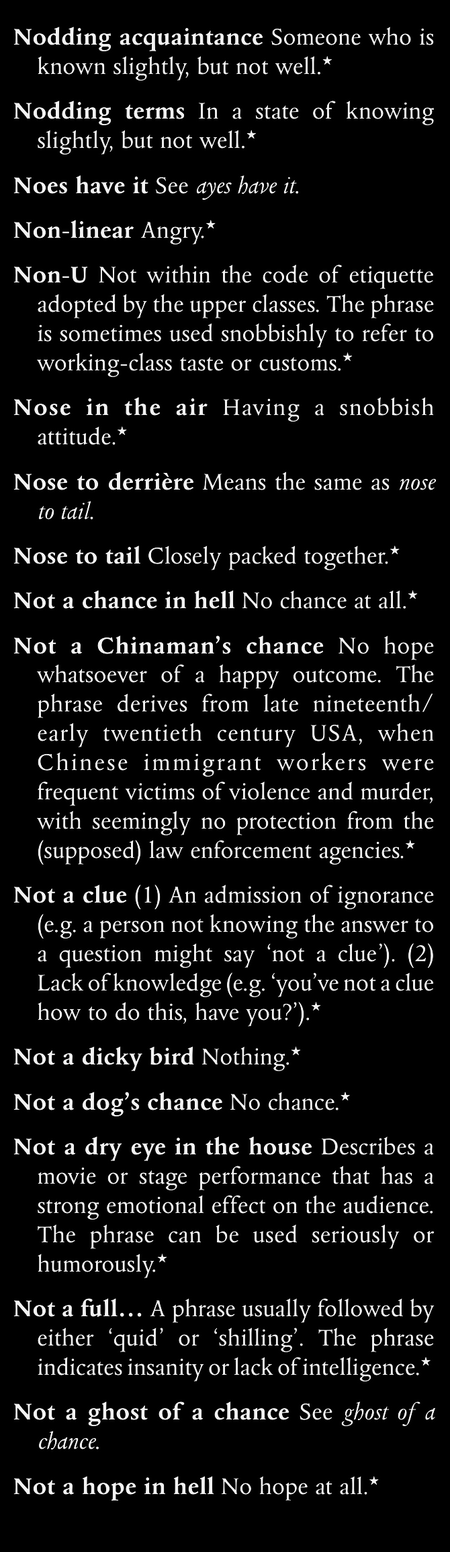 Nodding acquaintance Someone who is
known slightly, but not well.★
Nodding terms In a state of knowing
slightly, but not well.★
Noes have it See ayes have it.
Non-linear Angry.★
Non-U Not within the code of etiquette
adopted by the upper classes. The phrase
is sometimes used snobbishly to refer to
working-class taste or customs.★
Nose in the air Having a snobbish
attitude.★
Nose to derrière Means the same as nose
to tail.
Nose to tail Closely packed together.★
Not a chance in hell No chance at all.★
Not a Chinaman’s chance No hope
whatsoever of a happy outcome. The
phrase derives from late nineteenth/
early twentieth century USA, when
Chinese immigrant workers were
frequent victims of violence and murder,
with seemingly no protection from the
(supposed) law enforcement agencies.★
Not a clue (1) An admission of ignorance
(e.g. a person not knowing the answer to
a question might say ‘not a clue’). (2)
Lack of knowledge (e.g. ‘you’ve not a clue
how to do this, have you?’).★
Not a dicky bird Nothing.★
Not a dog’s chance No chance.★
Not a dry eye in the house Describes a
movie or stage performance that has a
strong emotional effect on the audience.
The phrase can be used seriously or
humorously.★
Not a full… A phrase usually followed by
either ‘quid’ or ‘shilling’. The phrase
indicates insanity or lack of intelligence.★
Not a ghost of a chance See ghost of a
chance.
Not a hope in hell No hope at all.★